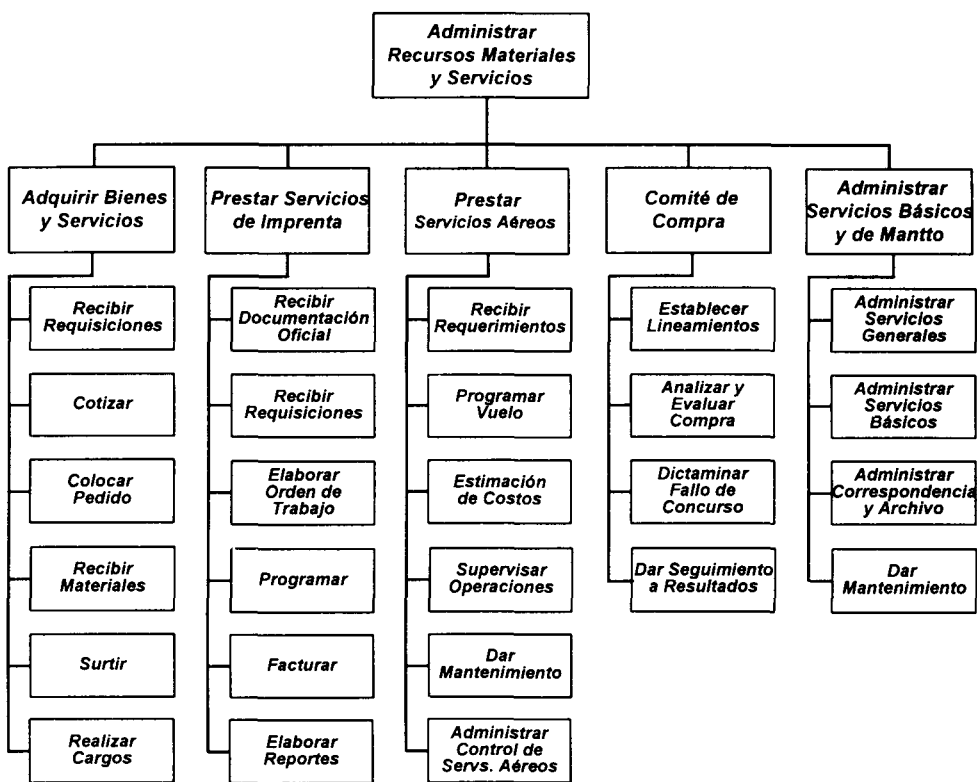 Administrar
Recursos Materiales
y Servicios
Adquirir Bienes
y Servicios
Recibir
Requisiciones
Cotizar
Colocar
Pedido
Recibir
Materiales
Surtir
Realizar
Cargos
Prestar Servicios
de Imprenta
Recibir
Documentación
Oficial
Recibir
Requisiciones
Elaborar
Orden de
Trabajo
Programar
Facturar
Elaborar
Reportes
Prestar
Servicios Aéreos
Recibir
Requerimientos
Programar
Vuelo
Estimación
de Costos
Supervisar
Operaciones
Dar
Mantenimiento
Administrar
Control de
Servs. Aéreos
Comité de
Compra
Establecer
Lineamientos
Analizar y
Evaluar
Compra
Dictaminar
Fallo de
Concurso
Dar Seguimiento
a Resultados
Administrar
Servicios Básicos
y de Mantto
Administrar
Servicios
Generales
Administrar
Servicios
Básicos
Administrar
Correspondencia
y Archivo
Dar
Mantenimiento